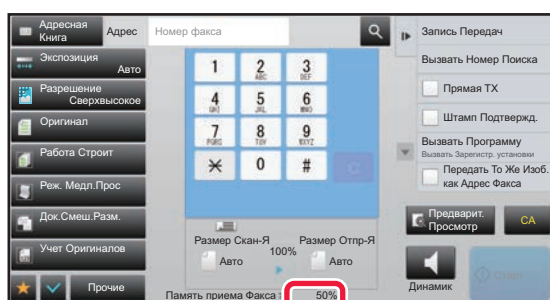 Адресная
Книга
Адрес
Номер факса
Экспозиция
Авто
Разрешение
Сверхвысокое
Оригинал
Работа Строит
Реж. Медл.Прос
Док.Смеш.Разм.
Учет Оригиналов
Прочие
1
2 ABC
3 DEF
4 GHI
5 JKL
6 MNO
7 PQRS
8 TUV
9 WXYZ
0
#
C
Размер Скан-Я
Авто
100%
Размер Отпр-Я
Авто
Память приема Факса :
50%
Запись Передач
Вызвать Номер Поиска
Прямая TX
Штамп Подтвержд.
Вызвать Программу
Вызвать Зарегистр. установки
Передать То Же Изоб.
как Адрес Факса
Предварит.
Просмотр
CA
Динамик
Старт